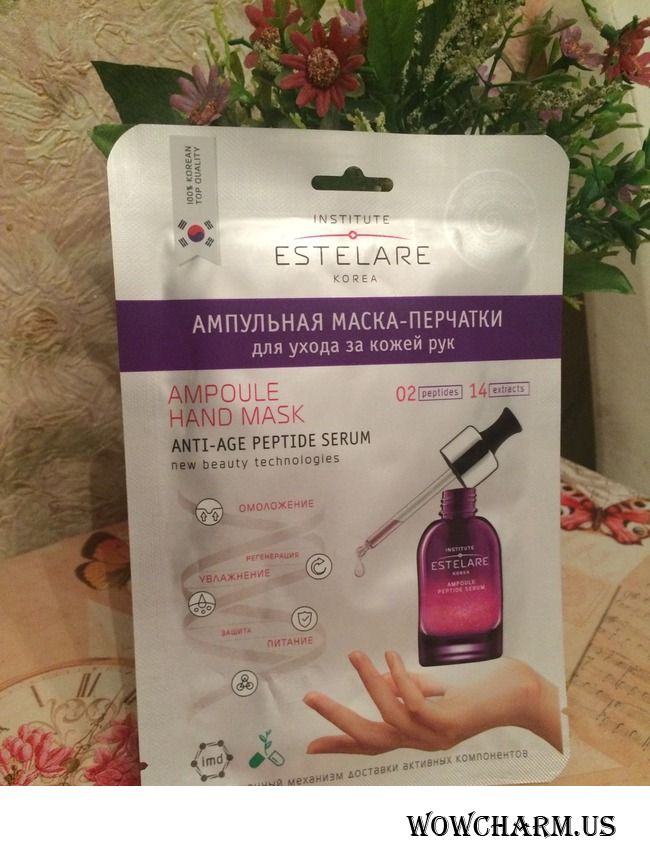 100% KOREAN
TOP QUALITY
INSTITUTE
ESTELARE
KOREA
АМПУЛЬНАЯ МАСКА-ПЕРЧАТКИ
для ухода за кожей рук
AMPOULE
HAND MASK
02 peptides 14 extracts
ANTI-AGE PEPTIDE SERUM
new beauty technologies
ОМОЛОЖЕНИЕ
РЕГЕНЕРАЦИЯ
УВЛАЖНЕНИЕ
ЗАЩИТА
ПИТАНИЕ
INSTITUTE
ESTELARE
KOREA
AMPOULE
PEPTIDE SERUM
imd
механизм доставки активных компонентов
WOWCHARM.US